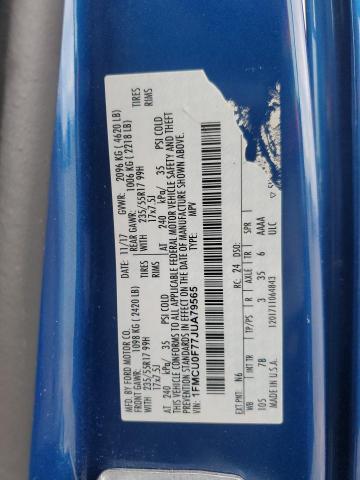 MFD. BY FORD MOTOR CO.
DATE: 11/17 GVWR: 2096 KG ( 4620 LB)
FRONT GAWR: 1098 KG ( 2420 LB) REAR GAWR: 1006 KG ( 2218 LB)
WITH 235/55R17 99H TIRES WITH 235/55R17 99H TIRES
17x7.5J RIMS 17x7.5J RIMS
AT 240 kPa/ 35 PSI COLD AT 240 kPa/ 35 PSI COLD
THIS VEHICLE CONFORMS TO ALL APPLICABLE FEDERAL MOTOR VEHICLE SAFETY AND THEFT
PREVENTION STANDARDS IN EFFECT ON THE DATE OF MANUFACTURE SHOWN ABOVE.
VIN: 1FMCU0F77JUA79565 TYPE: MPV
EXT PNT: N6 RC: 24 DSO:
WB INT TR TP/PS R AXLE TR SPR
105 7B 3 35 6 AAAA
MADE IN U.S.A. ULC